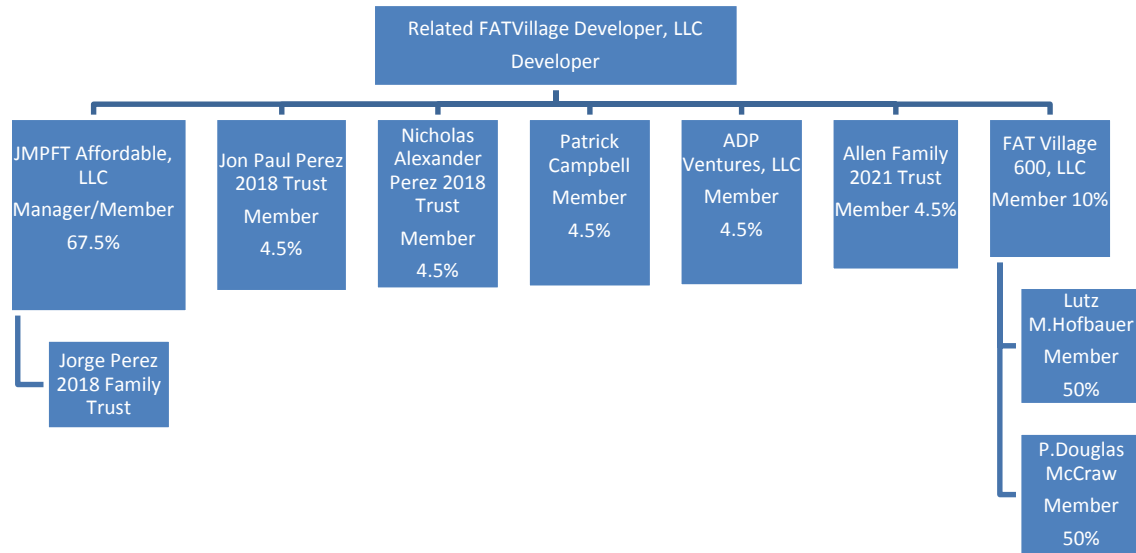 Related FATVillage Developer, LLC
Developer
JMPFT Affordable,
LLC
Manager/Member
67.5%
Jon Paul Perez
2018 Trust
Member
4.5%
Nicholas
Alexander
Perez 2018
Trust
Member
4.5%
Patrick
Campbell
Member
4.5%
ADP
Ventures, LLC
Member
4.5%
Allen Family
2021 Trust
Member 4.5%
FAT Village
600, LLC
Member 10%
Jorge Perez
2018 Family
Trust
Lutz
M.Hofbauer
Member
50%
P.Douglas
McCraw
Member
50%